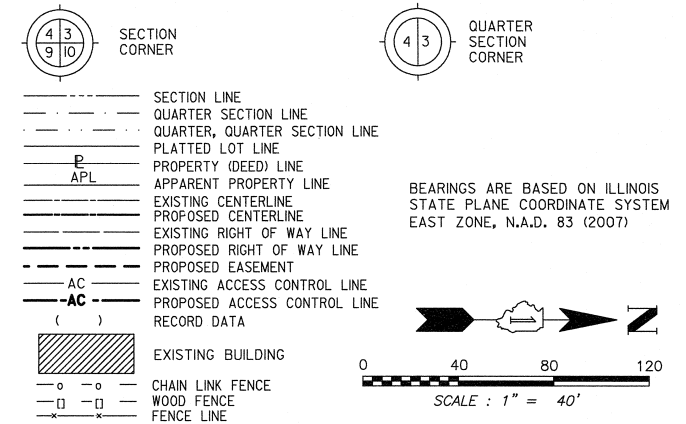 4 3
9 10
SECTION
CORNER
4 3
QUARTER
SECTION
CORNER
SECTION LINE
QUARTER SECTION LINE
QUARTER, QUARTER SECTION LINE
PLATTED LOT LINE
PL PROPERTY (DEED) LINE
APL APPARENT PROPERTY LINE
EXISTING CENTERLINE
PROPOSED CENTERLINE
EXISTING RIGHT OF WAY LINE
PROPOSED RIGHT OF WAY LINE
PROPOSED EASEMENT
AC EXISTING ACCESS CONTROL LINE
AC PROPOSED ACCESS CONTROL LINE
( ) RECORD DATA
EXISTING BUILDING
o o CHAIN LINK FENCE
[] [] WOOD FENCE
x x FENCE LINE
BEARINGS ARE BASED ON ILLINOIS
STATE PLANE COORDINATE SYSTEM
EAST ZONE, N.A.D. 83 (2007)
N
0 40 80 120
SCALE : 1" = 40'